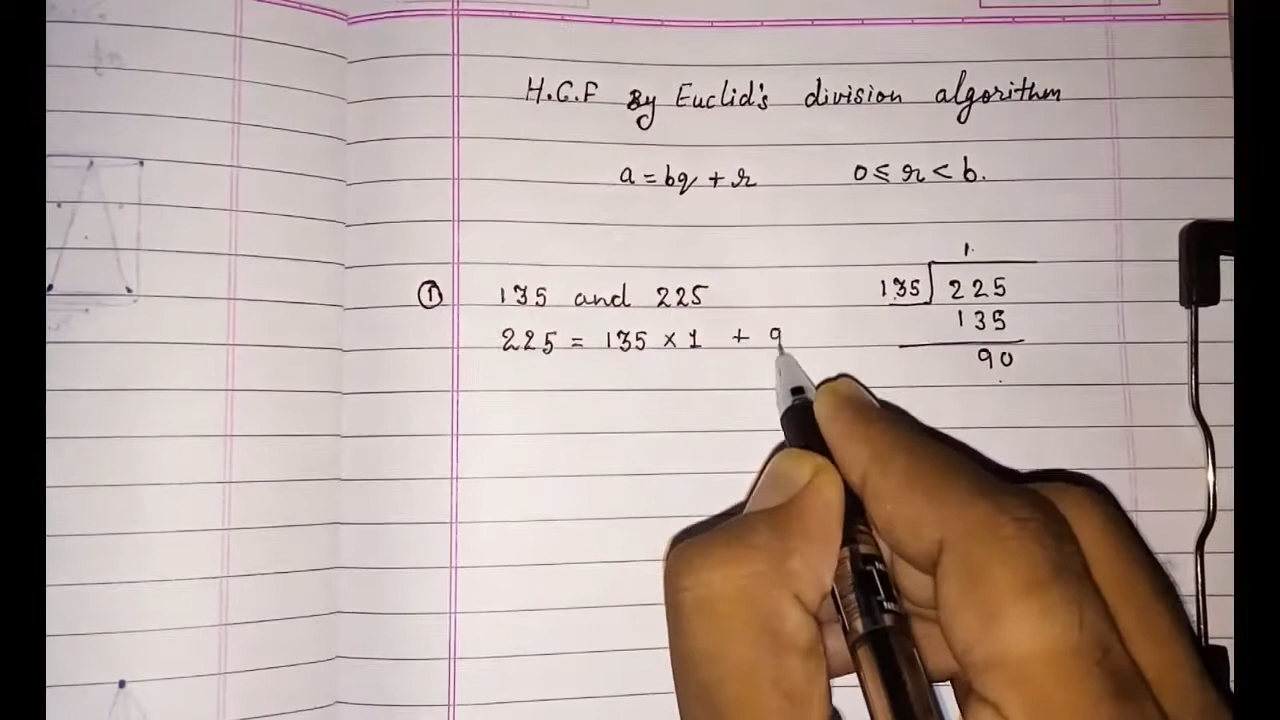 H.C.F By Euclid's division algorithm
a = bq + r 0 ≤ r < b.
① 135 and 225
225 = 135 × 1 + 9
1
135 225
135
90